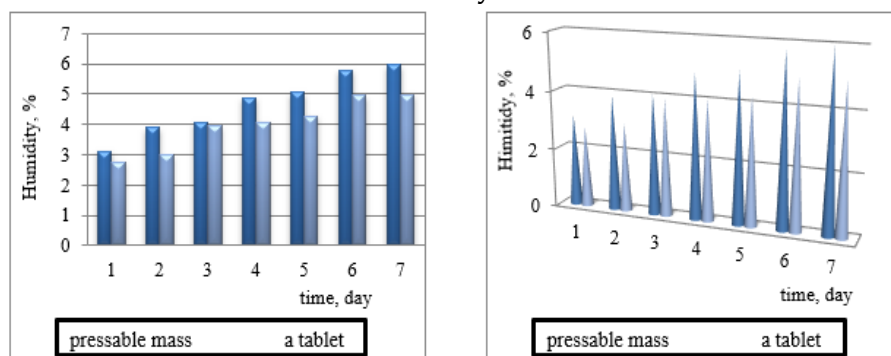 7
6
5
4
3
2
1
0
Humidity, %
1 2 3 4 5 6 7
time, day
pressable mass a tablet
6
4
2
0
Himitidy, %
1 2 3 4 5 6 7
time, day
pressable mass a tablet